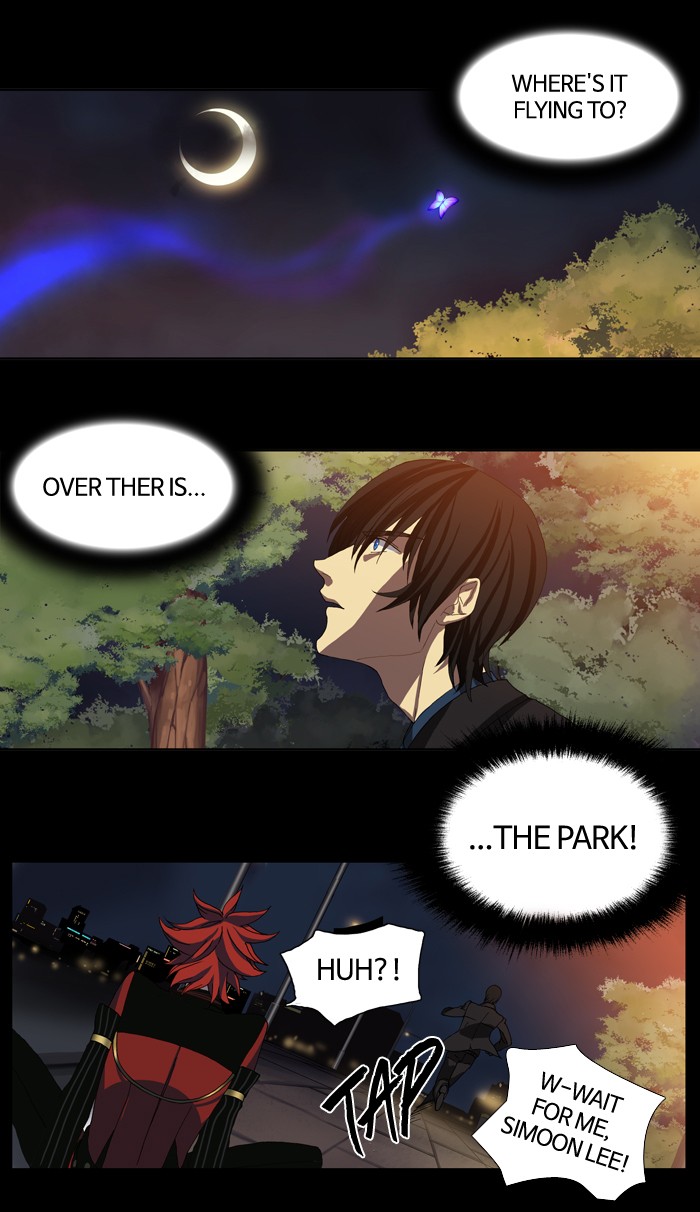 WHERE'S IT
FLYING TO?
OVER THER IS...
...THE PARK!
HUH?!
TAP
W-WAIT
FOR ME,
SIMOON LEE!